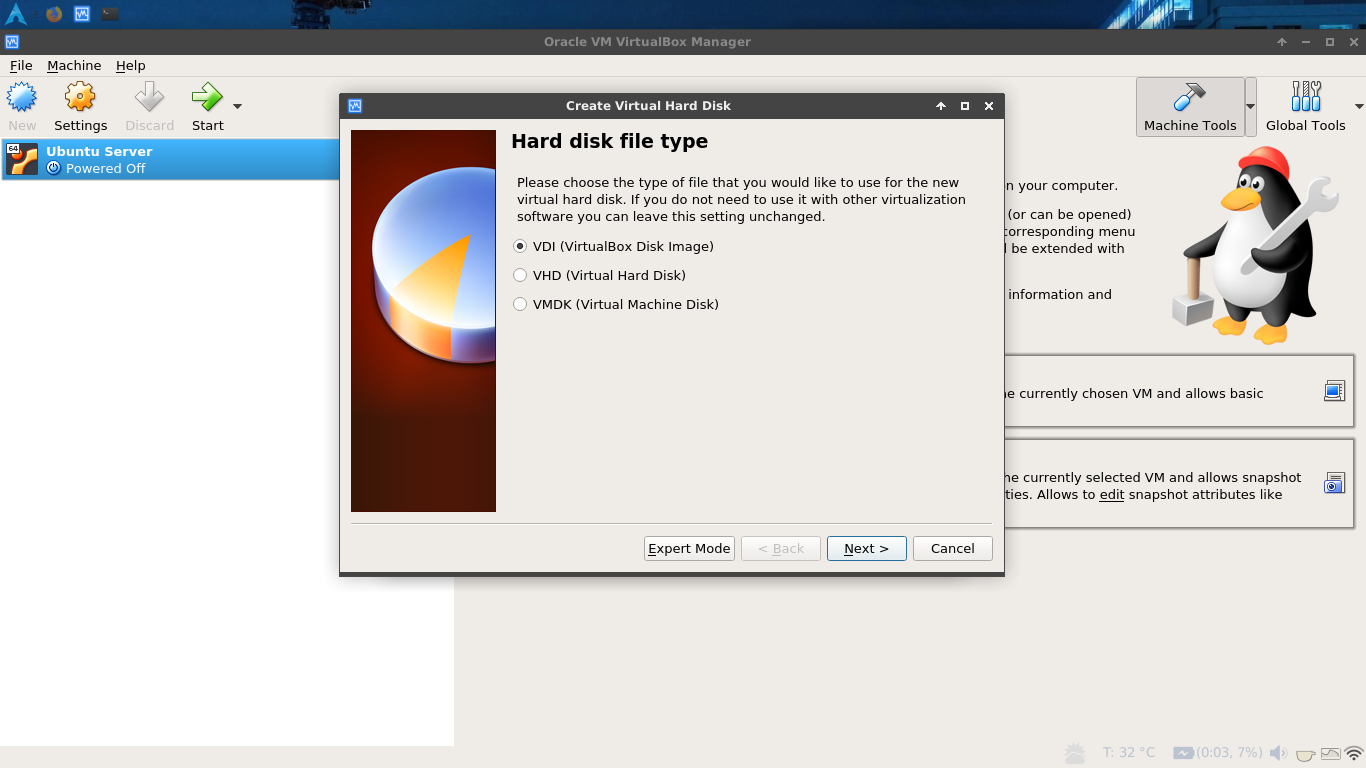 Oracle VM VirtualBox Manager
File Machine Help
New Settings Discard Start
Machine Tools Global Tools
64 Ubuntu Server
Powered Off
Create Virtual Hard Disk
Hard disk file type
Please choose the type of file that you would like to use for the new
virtual hard disk. If you do not need to use it with other virtualization
software you can leave this setting unchanged.
VDI (VirtualBox Disk Image)
VHD (Virtual Hard Disk)
VMDK (Virtual Machine Disk)
Expert Mode < Back Next > Cancel
n your computer.
(or can be opened)
orresponding menu
be extended with
information and
e currently chosen VM and allows basic
he currently selected VM and allows snapshot
ties. Allows to edit snapshot attributes like
T: 32 °C (0:03, 7%)